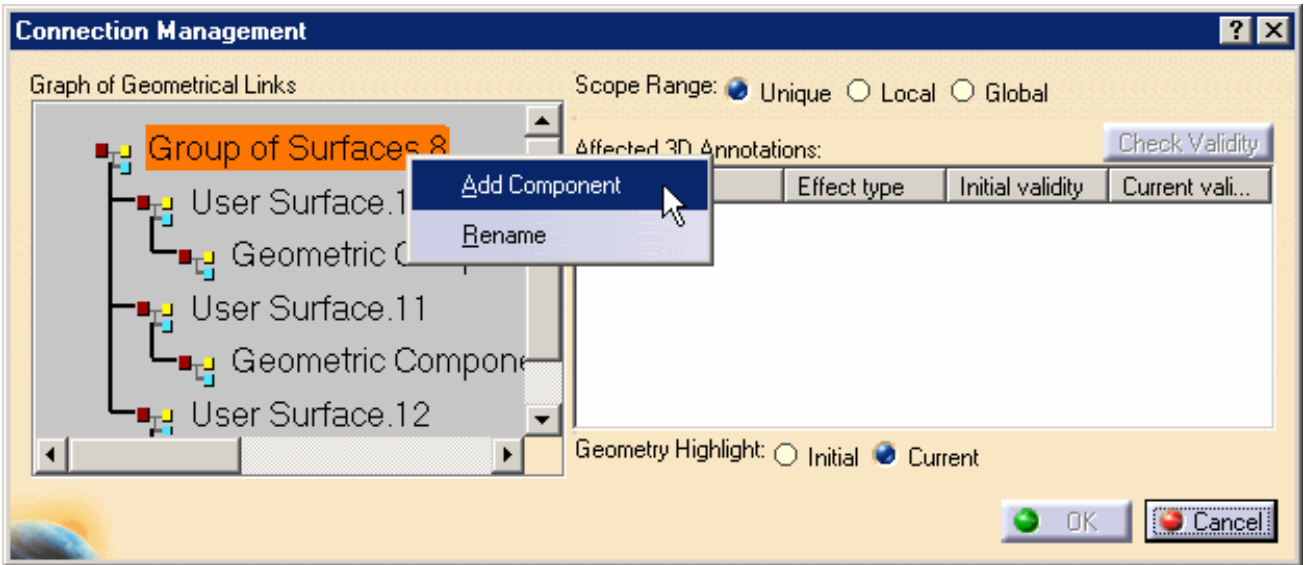 Connection Management
Graph of Geometrical Links
Scope Range: Unique Local Global
Check Validity
Affected 3D Annotations:
Group of Surfaces.8
Add Component
Rename
Effect type Initial validity Current vali...
User Surface.1
Geometric
User Surface.11
Geometric Compone
User Surface.12
Geometry Highlight: Initial Current
OK Cancel